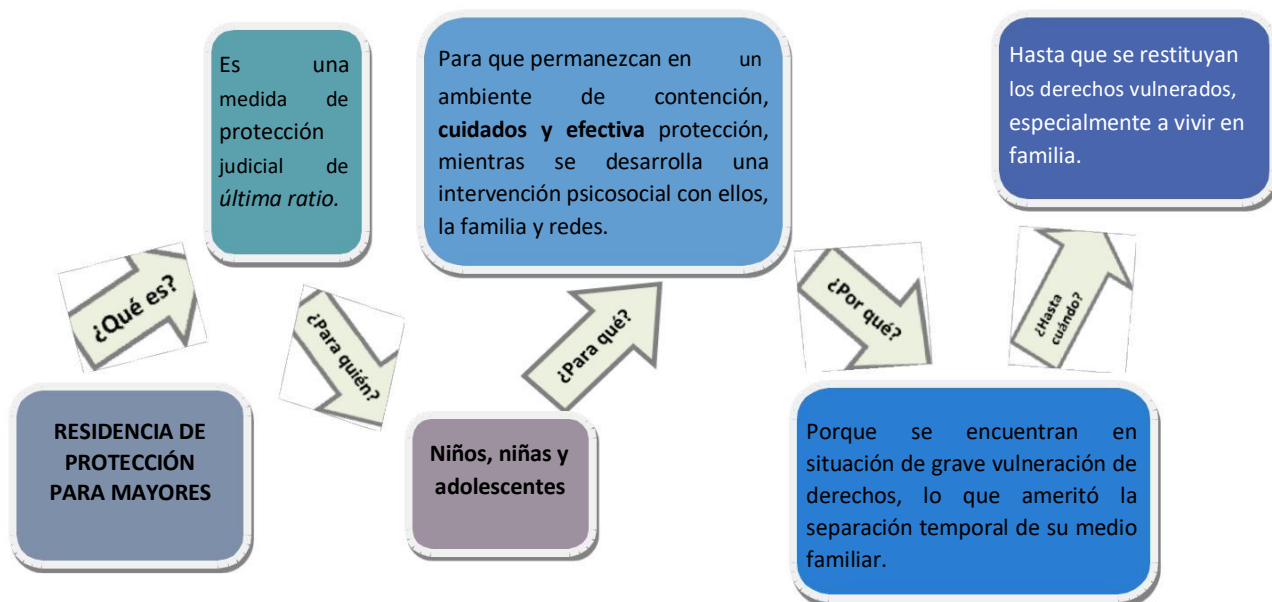 RESIDENCIA DE
PROTECCIÓN
PARA MAYORES
¿Qué es?
Es una
medida de
protección
judicial de
última ratio.
¿Para quién?
Niños, niñas y
adolescentes
¿Para qué?
Para que permanezcan en un
ambiente de contención,
cuidados y efectiva protección,
mientras se desarrolla una
intervención psicosocial con ellos,
la familia y redes.
¿Por qué?
Porque se encuentran en
situación de grave vulneración de
derechos, lo que ameritó la
separación temporal de su medio
familiar.
¿Hasta
cuándo?
Hasta que se restituyan
los derechos vulnerados,
especialmente a vivir en
familia.